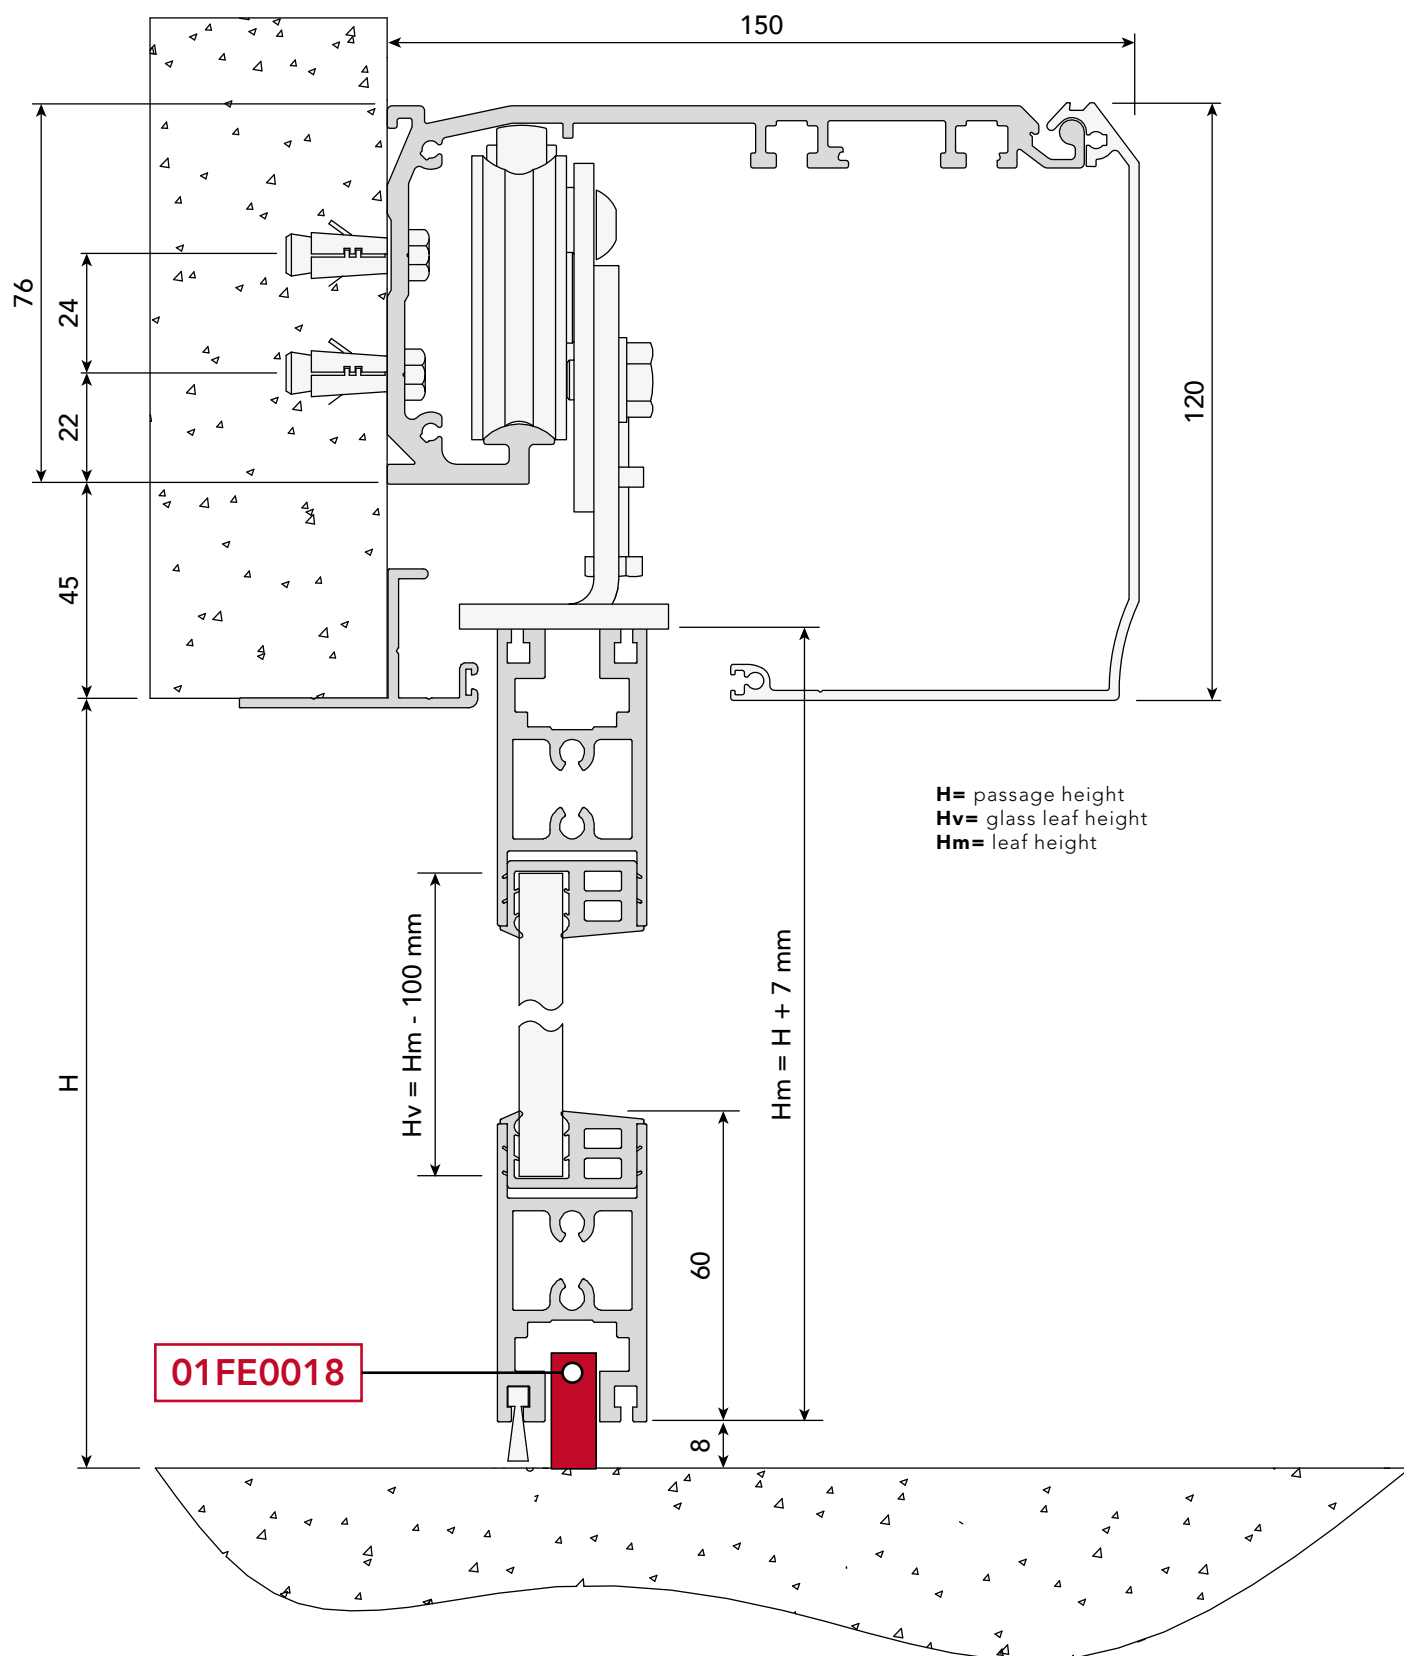 150
76
24
22
45
120
H= passage height
Hv= glass leaf height
Hm= leaf height
Hv = Hm - 100 mm
Hm = H + 7 mm
H
60
01FE0018
8